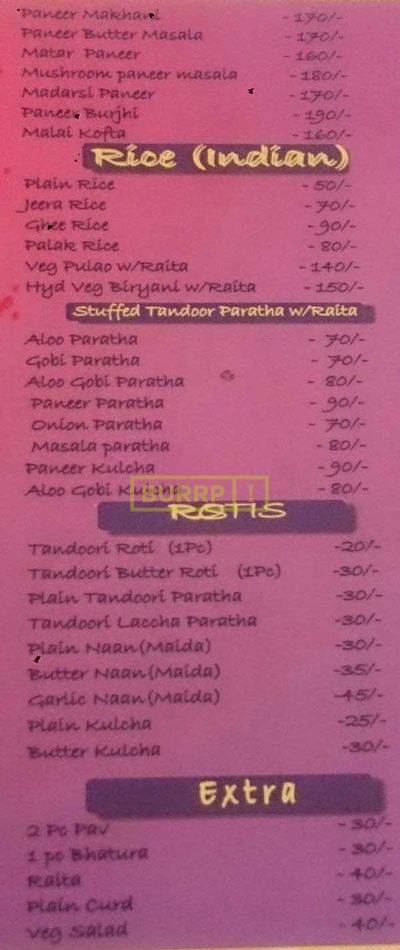 Paneer Makhani - 170/-
Paneer Butter Masala - 170/-
Matar Paneer - 160/-
Mushroom paneer masala - 180/-
Madarsi Paneer - 170/-
Paneer Burjhi - 190/-
Malai Kofta - 160/-
Rice (Indian)
Plain Rice - 50/-
Jeera Rice - 70/-
Ghee Rice - 90/-
Palak Rice - 80/-
Veg Pulao w/Raita - 140/-
Hyd Veg Biryani w/Raita - 150/-
Stuffed Tandoor Paratha w/Raita
Aloo Paratha - 70/-
Gobi Paratha - 70/-
Aloo Gobi Paratha - 80/-
Paneer Paratha - 90/-
Onion Paratha - 70/-
Masala paratha - 80/-
Paneer Kulcha - 90/-
Aloo Gobi Kulcha - 80/-
BURRP!
ROTIS
Tandoori Roti (1Pc) -20/-
Tandoori Butter Roti (1Pc) -30/-
Plain Tandoori Paratha -30/-
Tandoori Laccha Paratha -30/-
Plain Naan(Maida) -30/-
Butter Naan(Maida) -35/-
Garlic Naan(Maida) -45/-
Plain Kulcha -25/-
Butter Kulcha -30/-
Extra
2 Pc Pav - 30/-
1 pc Bhatura - 30/-
Raita - 40/-
Plain Curd - 30/-
Veg Salad - 40/-